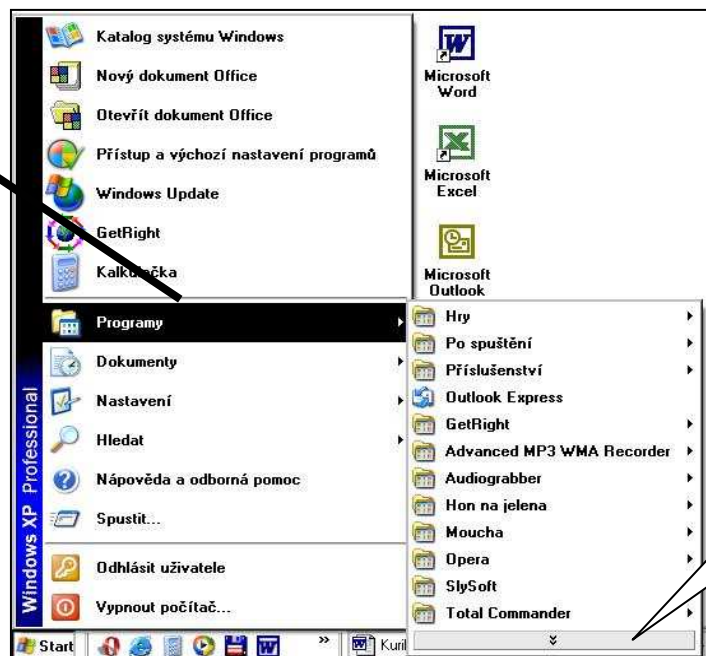 Katalog systému Windows
Nový dokument Office
Otevřít dokument Office
Přístup a výchozí nastavení programů
Windows Update
GetRight
Kalkulačka
Programy
Dokumenty
Nastavení
Hledat
Nápověda a odborná pomoc
Spustit...
Odhlásit uživatele
Vypnout počítač...
Windows XP Professional
Microsoft
Word
Microsoft
Excel
Microsoft
Outlook
Hry
Po spuštění
Příslušenství
Outlook Express
GetRight
Advanced MP3 WMA Recorder
Audiograbber
Hon na jelena
Moucha
Opera
SlySoft
Total Commander
Start
»